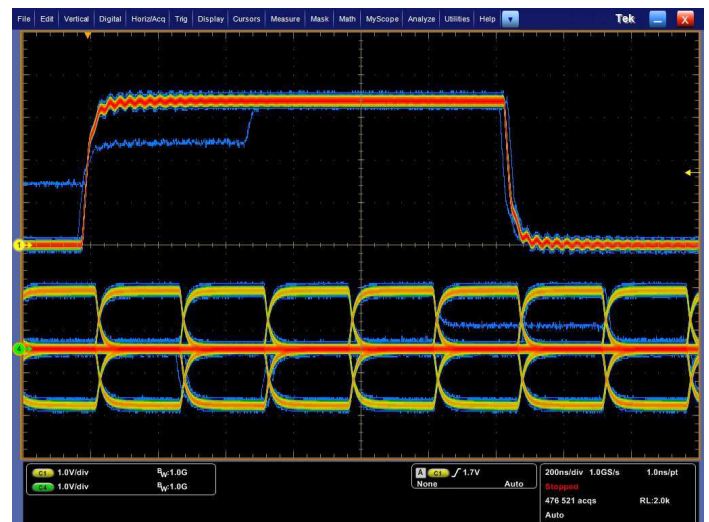 File Edit Vertical Digital Horiz/Acq Trig Display Cursors Measure Mask Math MyScope Analyze Utilities Help Tek X
1
4
C1 1.0V/div BW:1.0G
C4 1.0V/div BW:1.0G
A C1 1.7V
None Auto
200ns/div 1.0GS/s 1.0ns/pt
Stopped
476 521 acqs RL:2.0k
Auto